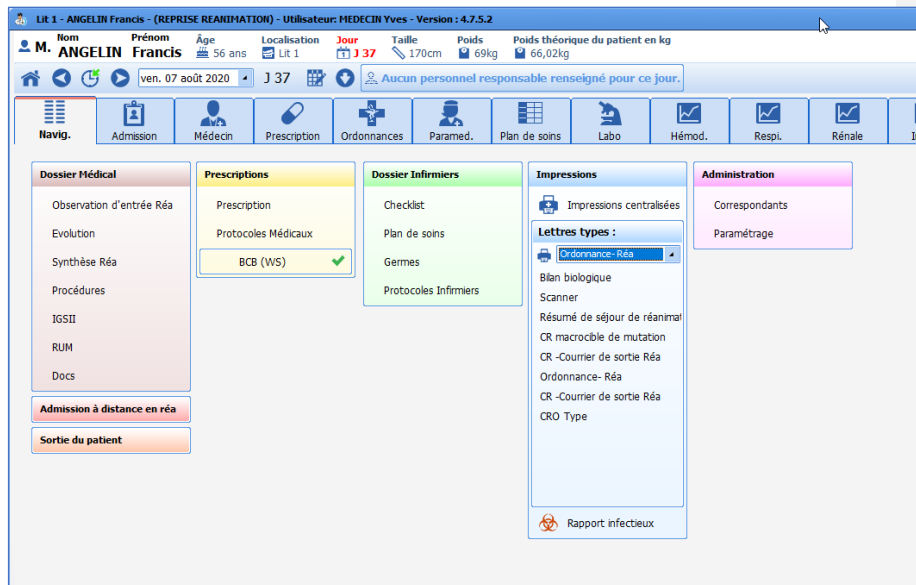 Lit 1 - ANGELIN Francis - (REPRISE REANIMATION) - Utilisateur: MEDECIN Yves - Version : 4.7.5.2
Nom Prénom Âge Localisation Jour Taille Poids Poids théorique du patient en kg
M. ANGELIN Francis 56 ans Lit 1 J 37 170cm 69kg 66,02kg
ven. 07 août 2020 J 37 Aucun personnel responsable renseigné pour ce jour.
Navig. Admission Médecin Prescription Ordonnances Paramed. Plan de soins Labo Hémod. Respi. Rénale
Dossier Médical
Observation d'entrée Réa
Evolution
Synthèse Réa
Procédures
IGSII
RUM
Docs
Admission à distance en réa
Sortie du patient
Prescriptions
Prescription
Protocoles Médicaux
BCB (WS)
Dossier Infirmiers
Checklist
Plan de soins
Germes
Protocoles Infirmiers
Impressions
Impressions centralisées
Lettres types :
Ordonnance- Réa
Bilan biologique
Scanner
Résumé de séjour de réanimat
CR macrocible de mutation
CR -Courrier de sortie Réa
Ordonnance- Réa
CR -Courrier de sortie Réa
CRO Type
Rapport infectieux
Administration
Correspondants
Paramétrage